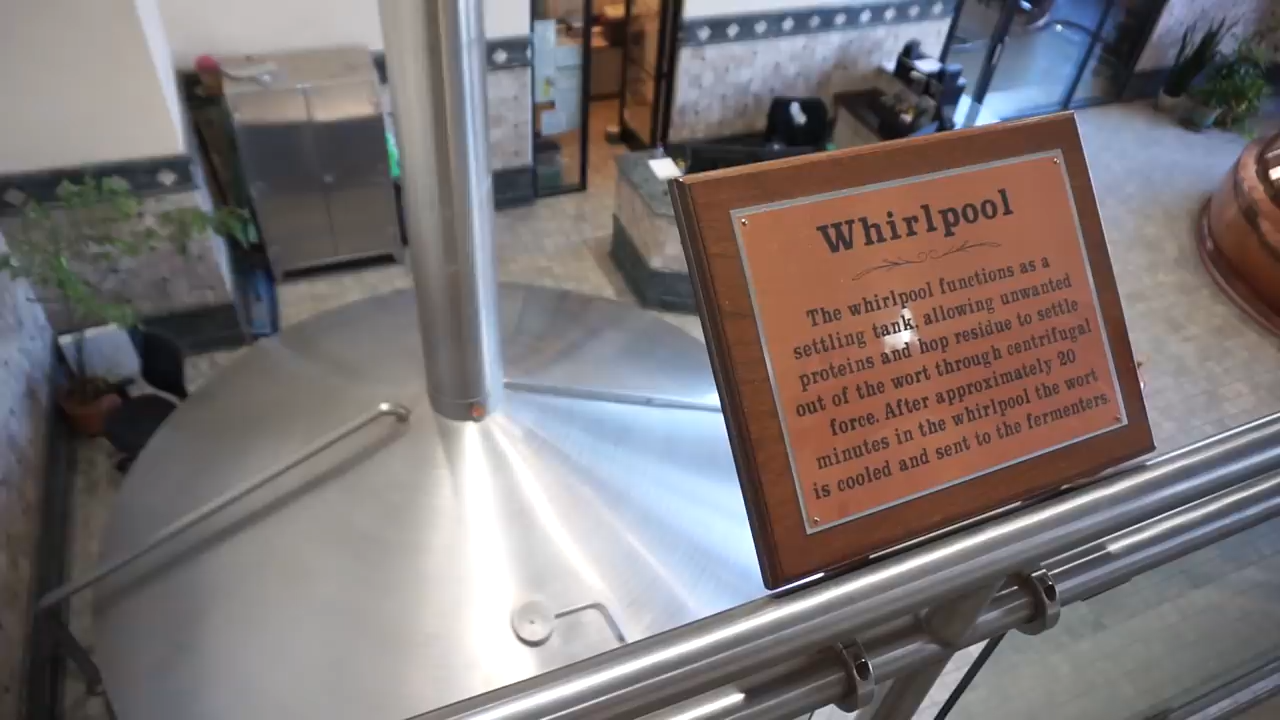 Whirlpool
The whirlpool functions as a
settling tank, allowing unwanted
proteins and hop residue to settle
out of the wort through centrifugal
force. After approximately 20
minutes in the whirlpool the wort
is cooled and sent to the fermenters.